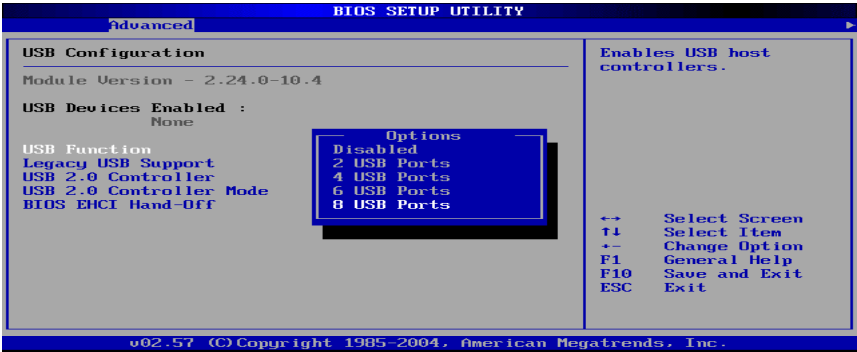 BIOS SETUP UTILITY
Advanced
USB Configuration
Module Version - 2.24.0-10.4
USB Devices Enabled :
None
USB Function
Legacy USB Support
USB 2.0 Controller
USB 2.0 Controller Mode
BIOS EHCI Hand-Off
Options
Disabled
2 USB Ports
4 USB Ports
6 USB Ports
8 USB Ports
Enables USB host
controllers.
←→ Select Screen
↑↓ Select Item
+- Change Option
F1 General Help
F10 Save and Exit
ESC Exit
v02.57 (C)Copyright 1985-2004, American Megatrends, Inc.